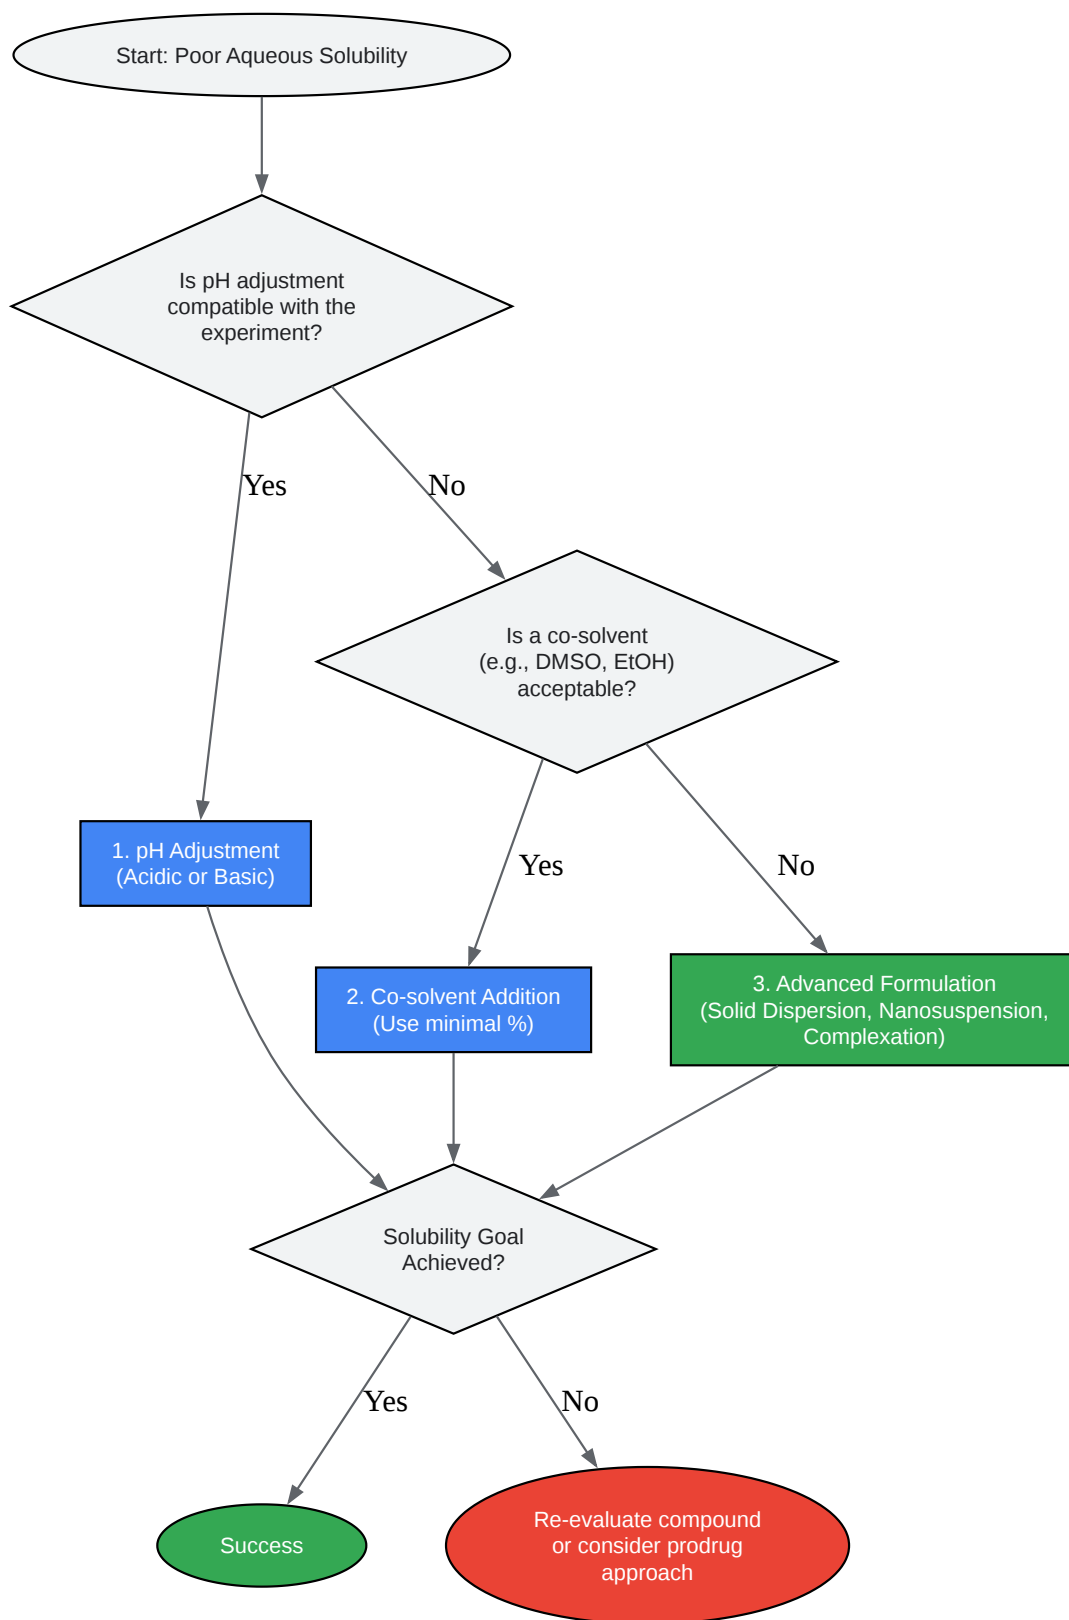 Start: Poor Aqueous Solubility
Is pH adjustment
compatible with the
experiment?
Yes
No
Is a co-solvent
(e.g., DMSO, EtOH)
acceptable?
1. pH Adjustment
(Acidic or Basic)
Yes
No
2. Co-solvent Addition
(Use minimal %)
3. Advanced Formulation
(Solid Dispersion, Nanosuspension,
Complexation)
Solubility Goal
Achieved?
Yes
No
Success
Re-evaluate compound
or consider prodrug
approach